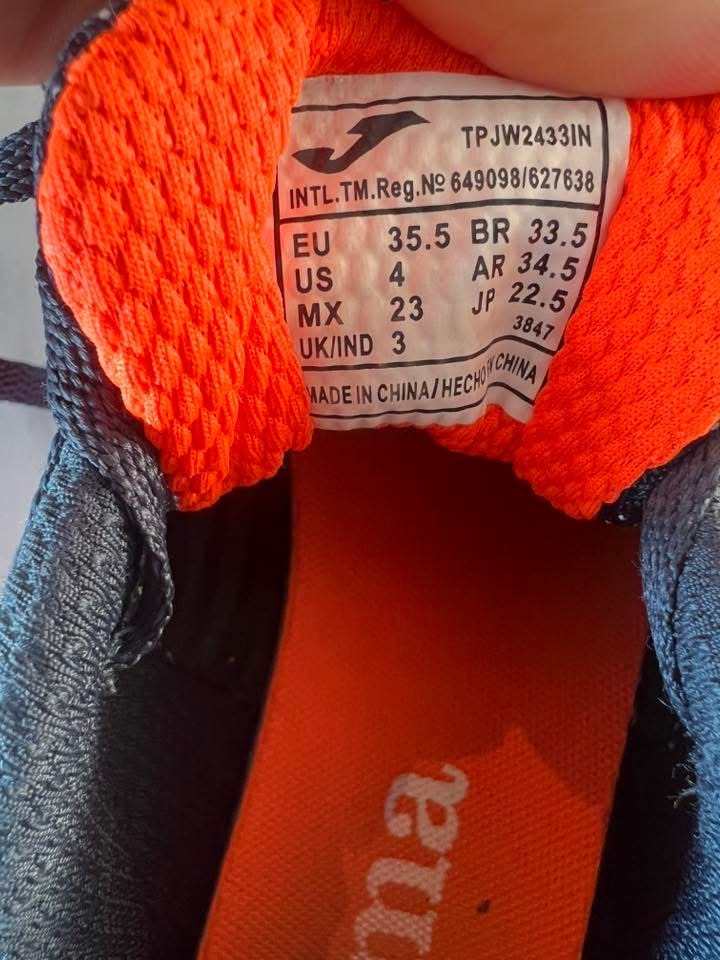 TPJW2433IN
INTL.TM.Reg.Nº 649098/627638
EU 35.5 BR 33.5
US 4 AR 34.5
MX 23 JP 22.5
UK/IND 3 3847
MADE IN CHINA/HECHO EN CHINA
ma